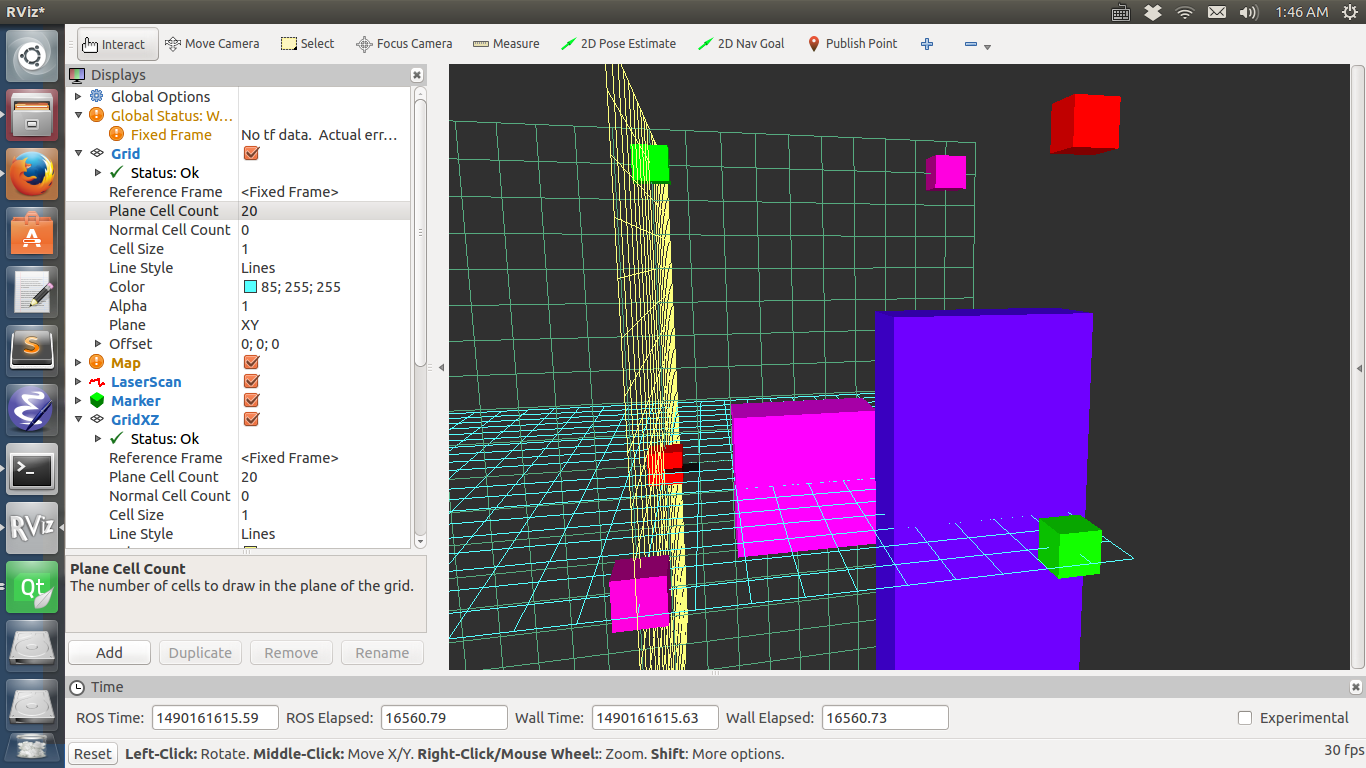 RViz*
1:46 AM
Interact
Move Camera
Select
Focus Camera
Measure
2D Pose Estimate
2D Nav Goal
Publish Point
Displays
Global Options
Global Status: W...
Fixed Frame No tf data. Actual err...
Grid
Status: Ok
Reference Frame <Fixed Frame>
Plane Cell Count 20
Normal Cell Count 0
Cell Size 1
Line Style Lines
Color 85; 255; 255
Alpha 1
Plane XY
Offset 0; 0; 0
Map
LaserScan
Marker
GridXZ
Status: Ok
Reference Frame <Fixed Frame>
Plane Cell Count 20
Normal Cell Count 0
Cell Size 1
Line Style Lines
Plane Cell Count
The number of cells to draw in the plane of the grid.
Add Duplicate Remove Rename
Time
ROS Time: 1490161615.59 ROS Elapsed: 16560.79 Wall Time: 1490161615.63 Wall Elapsed: 16560.73 Experimental
Reset Left-Click: Rotate. Middle-Click: Move X/Y. Right-Click/Mouse Wheel:: Zoom. Shift: More options. 30 fps
A
S
>_
RViz
Qt